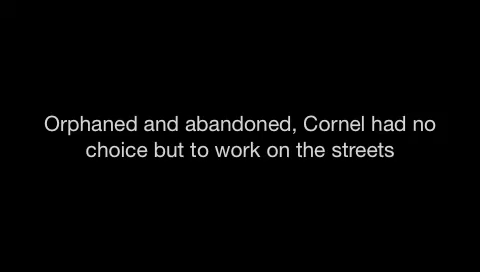 Orphaned and abandoned, Cornel had no
choice but to work on the streets